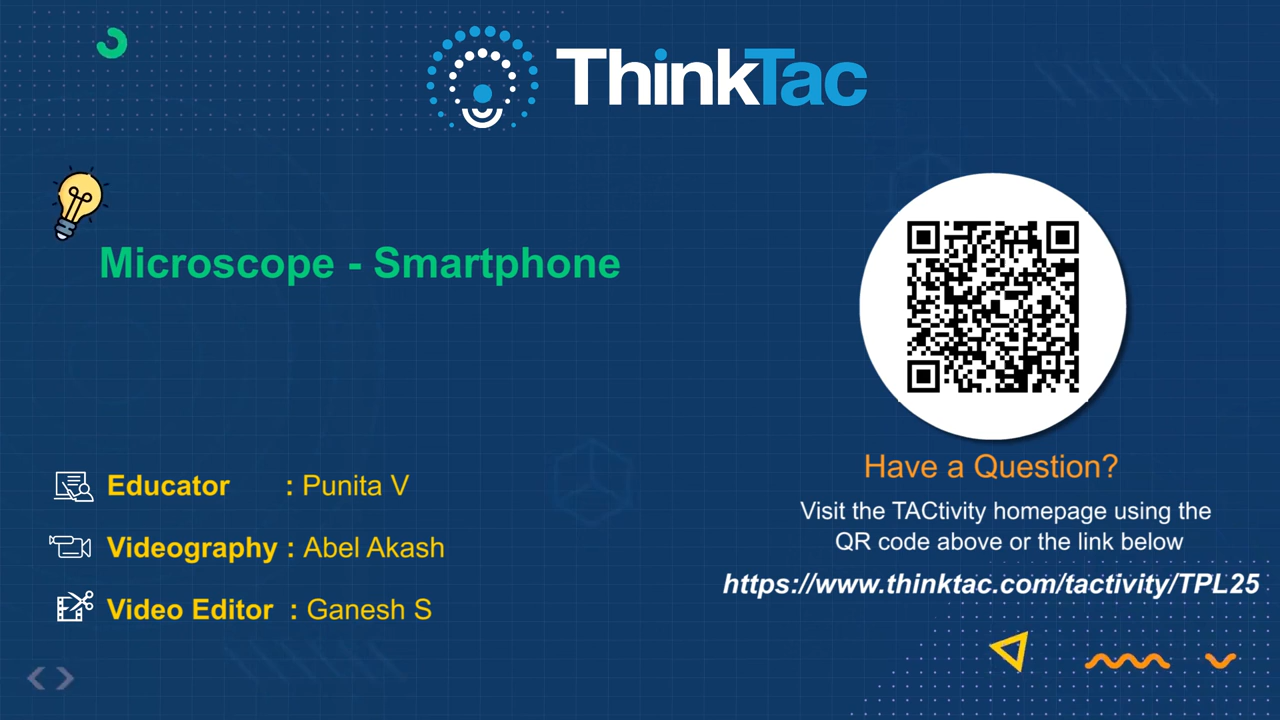 ThinkTac
Microscope - Smartphone
Educator : Punita V
Videography : Abel Akash
Video Editor : Ganesh S
Have a Question?
Visit the TACtivity homepage using the
QR code above or the link below
https://www.thinktac.com/tactivity/TPL25